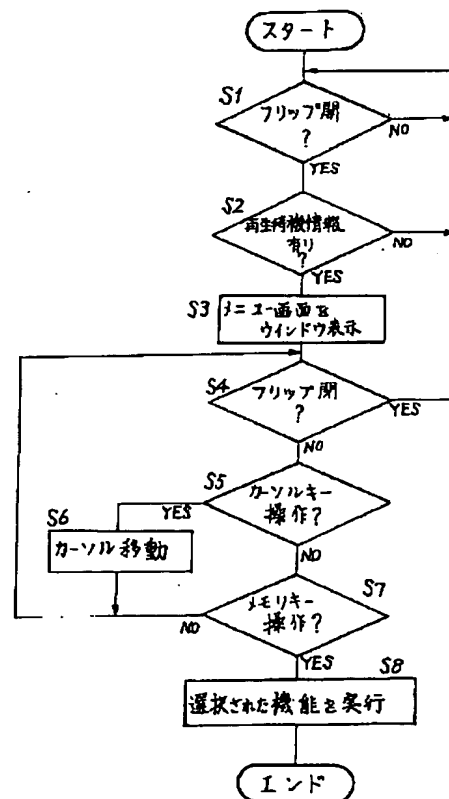 スタート
S1
フリップ開
?
NO
YES
S2
再生待機情報
有り
?
NO
YES
S3
メニュー画面を
ウインドウ表示
S4
フリップ閉
?
YES
NO
S5
カーソルキー
操作?
YES
NO
S6
カーソル移動
S7
メモリキー
操作?
NO
YES
S8
選択された機能を実行
エンド